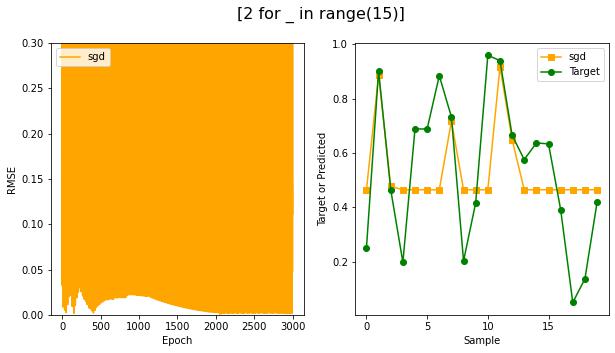 [2 for _ in range(15)]
0.30
0.25
0.20
0.15
0.10
0.05
0.00
RMSE
0
500
1000
1500
2000
2500
3000
Epoch
sgd
1.0
0.8
0.6
0.4
0.2
Target or Predicted
0
5
10
15
Sample
sgd
Target